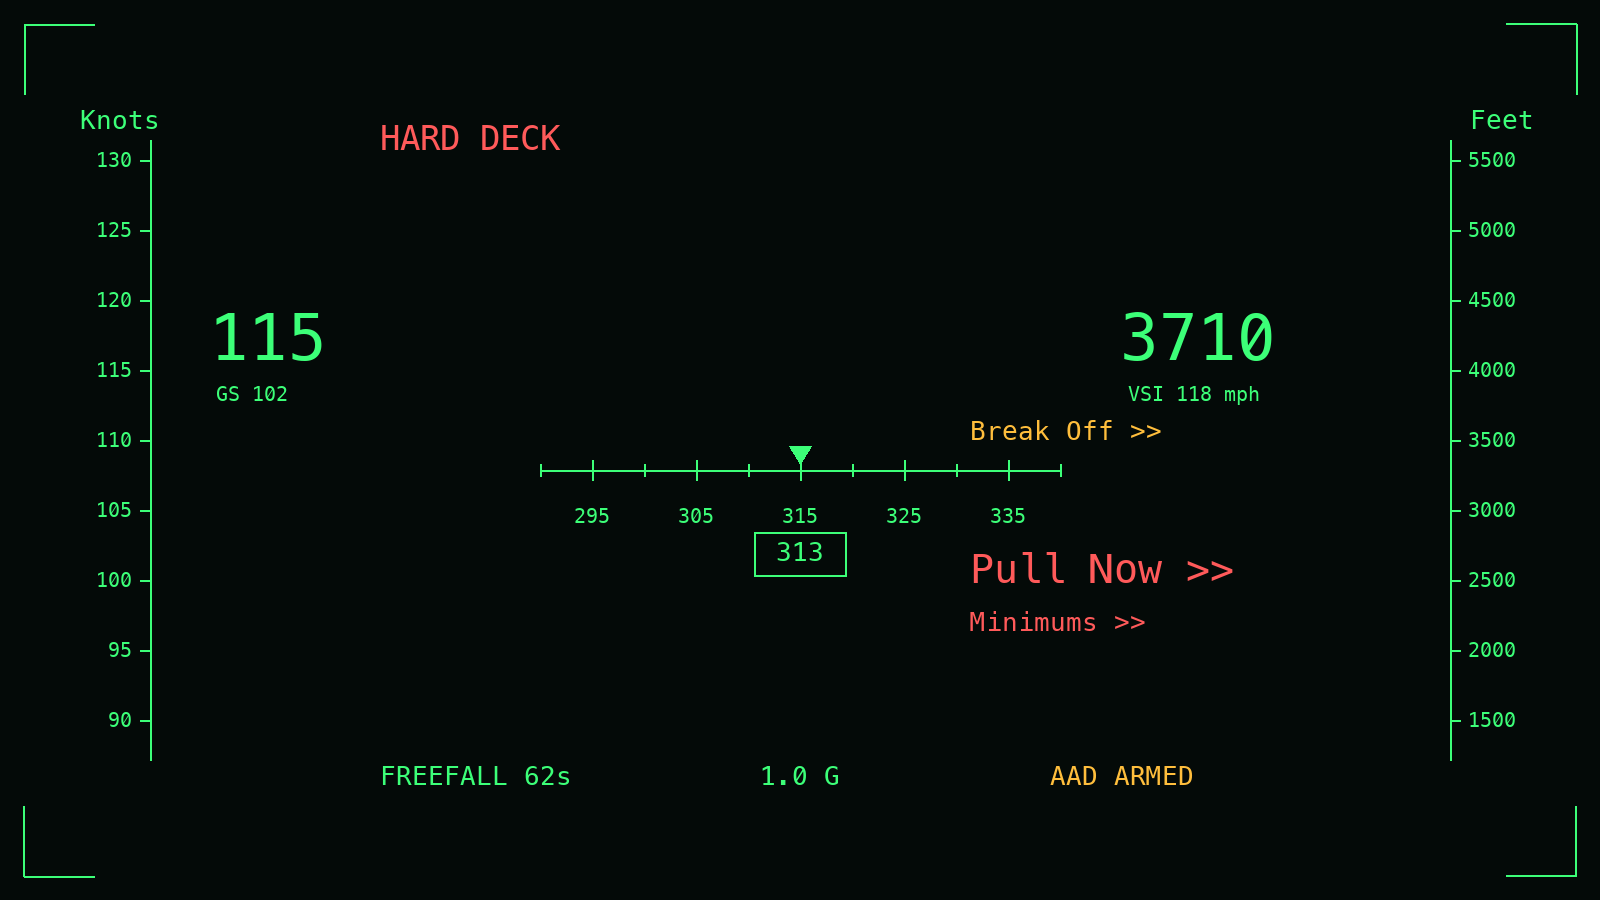 Knots
Feet
HARD DECK
130
125
120
115
110
105
100
95
90
115
GS 102
3710
VSI 118 mph
Break Off >>
295 305 315 325 335
313
Pull Now >>
Minimums >>
5500
5000
4500
4000
3500
3000
2500
2000
1500
FREEFALL 62s
1.0 G
AAD ARMED